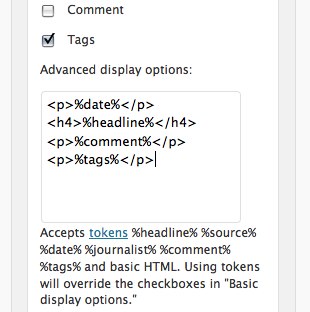 Comment
Tags
Advanced display options:
<p>%date%</p>
<h4>%headline%</h4>
<p>%comment%</p>
<p>%tags%</p>
Accepts tokens %headline% %source%
%date% %journalist% %comment%
%tags% and basic HTML. Using tokens
will override the checkboxes in "Basic
display options."